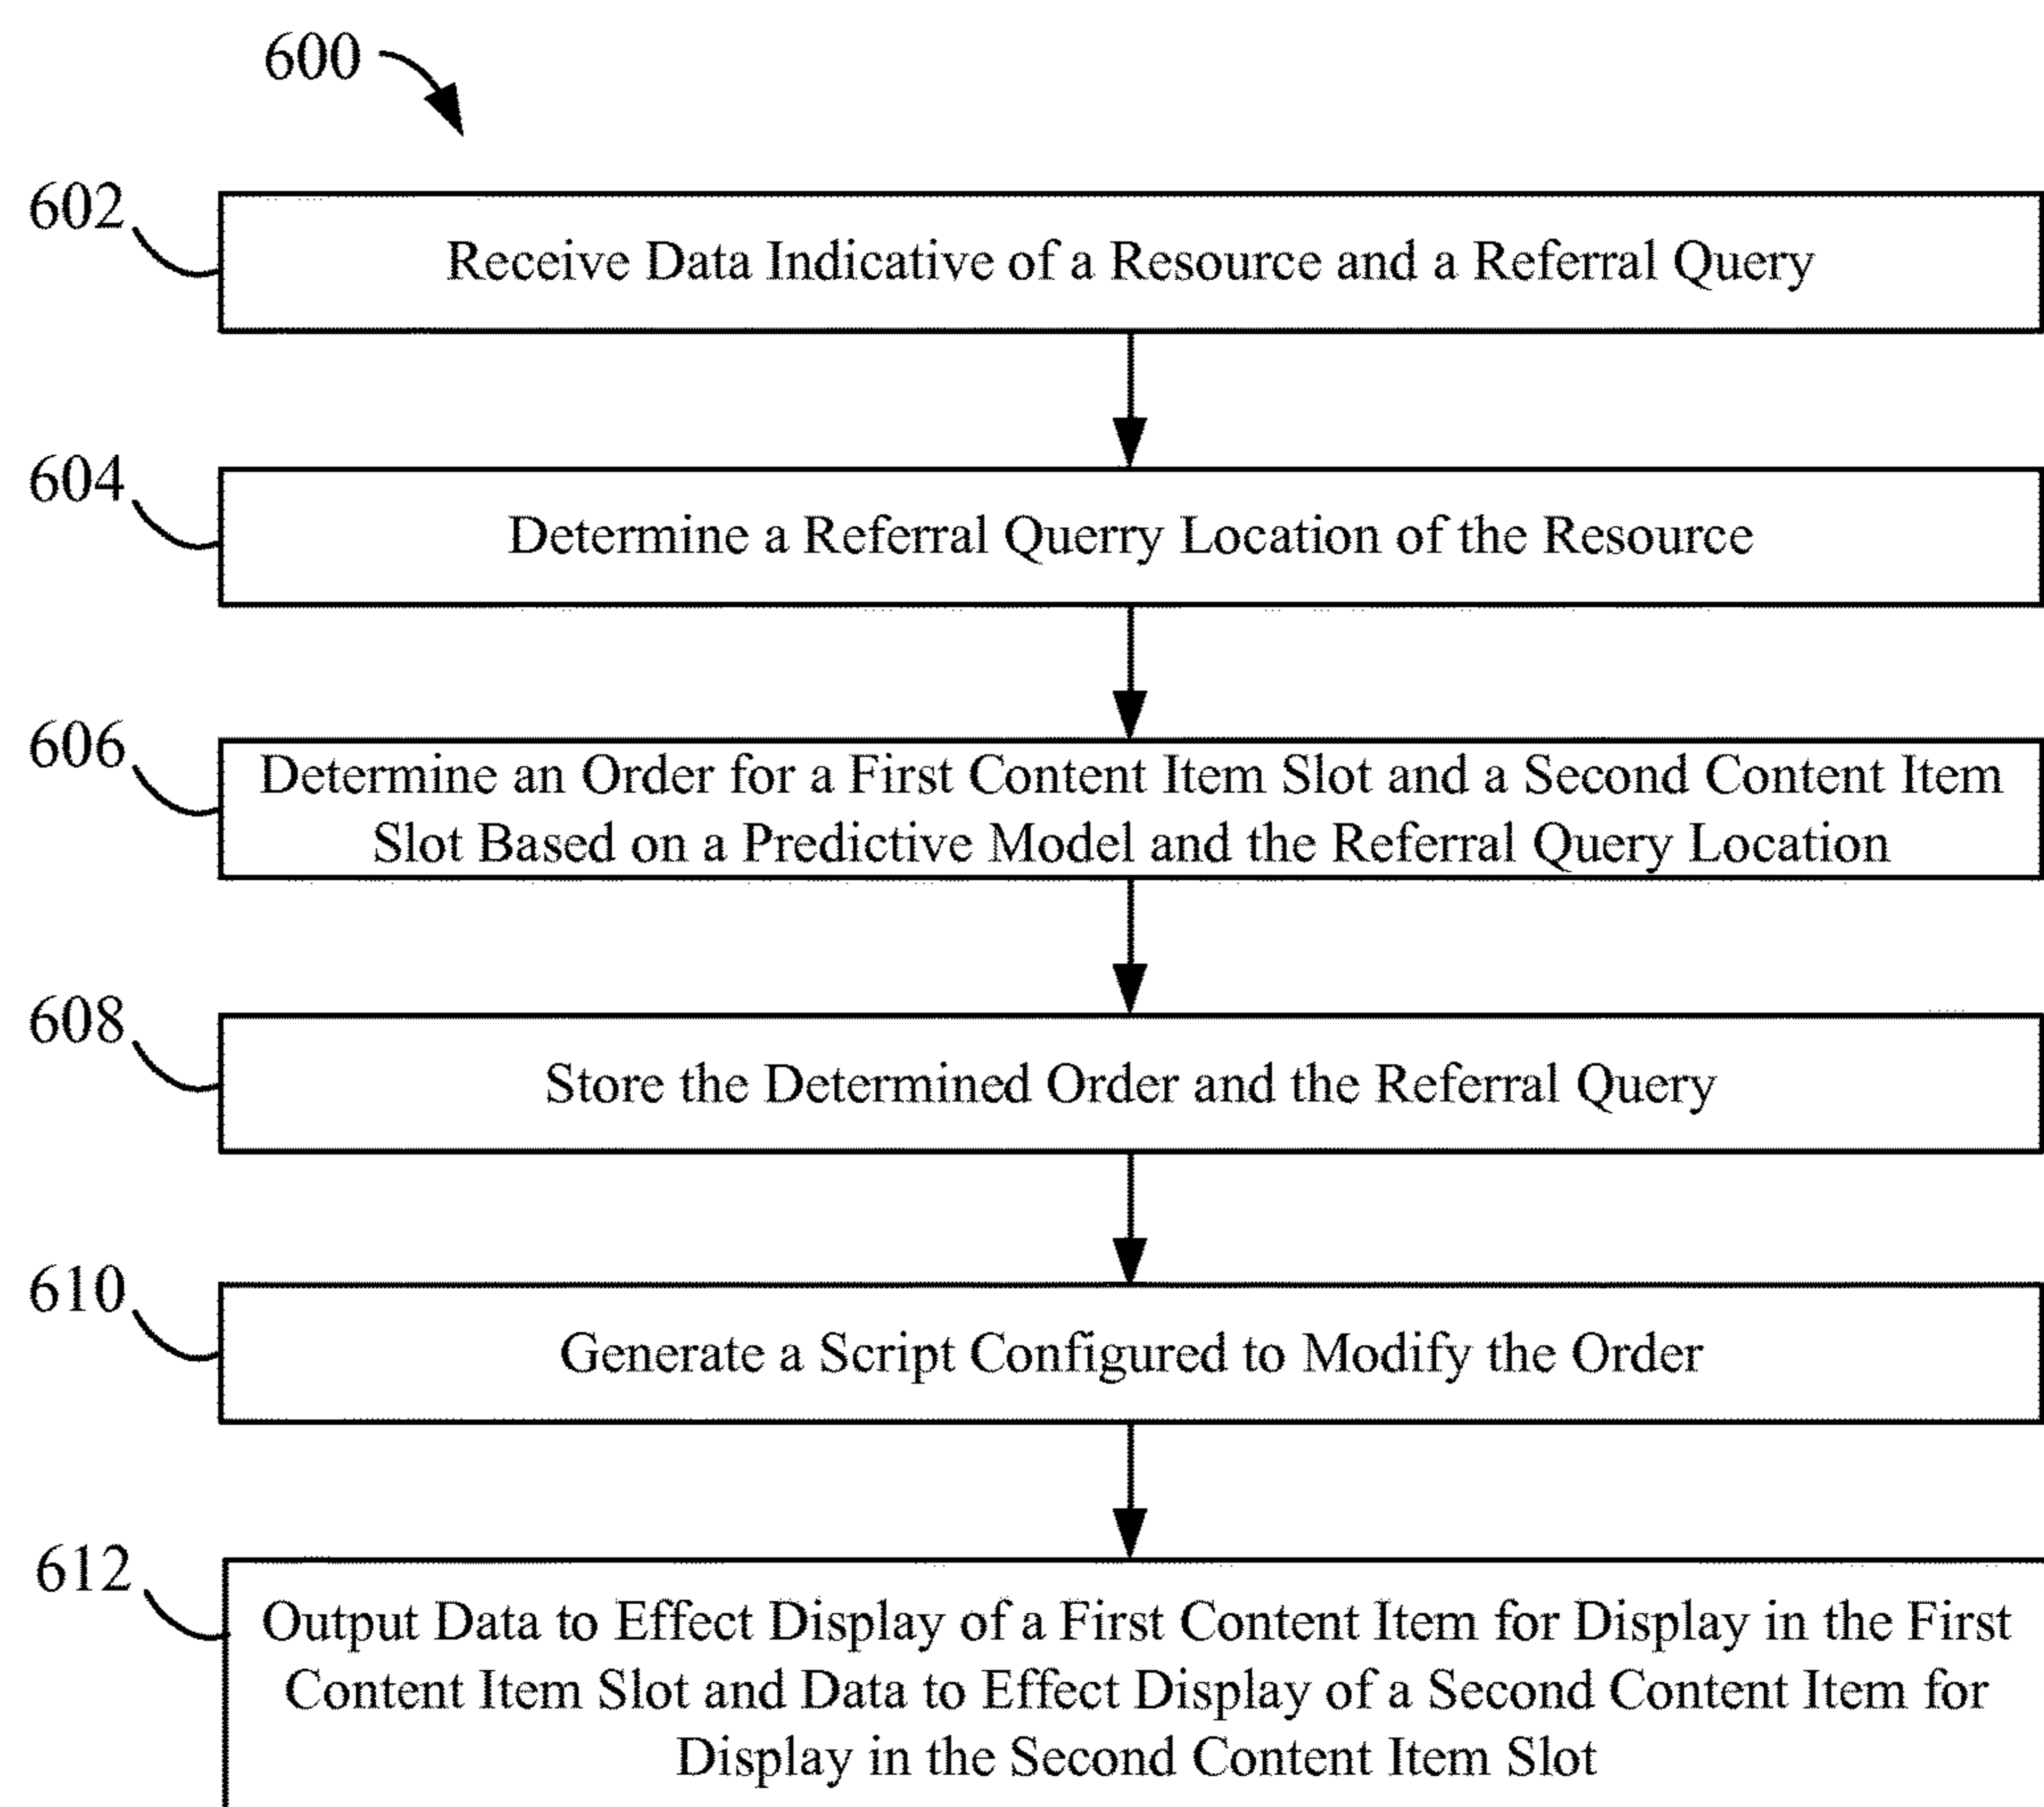 600
602
Receive Data Indicative of a Resource and a Referral Query
604
Determine a Referral Querry Location of the Resource
606
Determine an Order for a First Content Item Slot and a Second Content Item
Slot Based on a Predictive Model and the Referral Query Location
608
Store the Determined Order and the Referral Query
610
Generate a Script Configured to Modify the Order
612
Output Data to Effect Display of a First Content Item for Display in the First
Content Item Slot and Data to Effect Display of a Second Content Item for
Display in the Second Content Item Slot